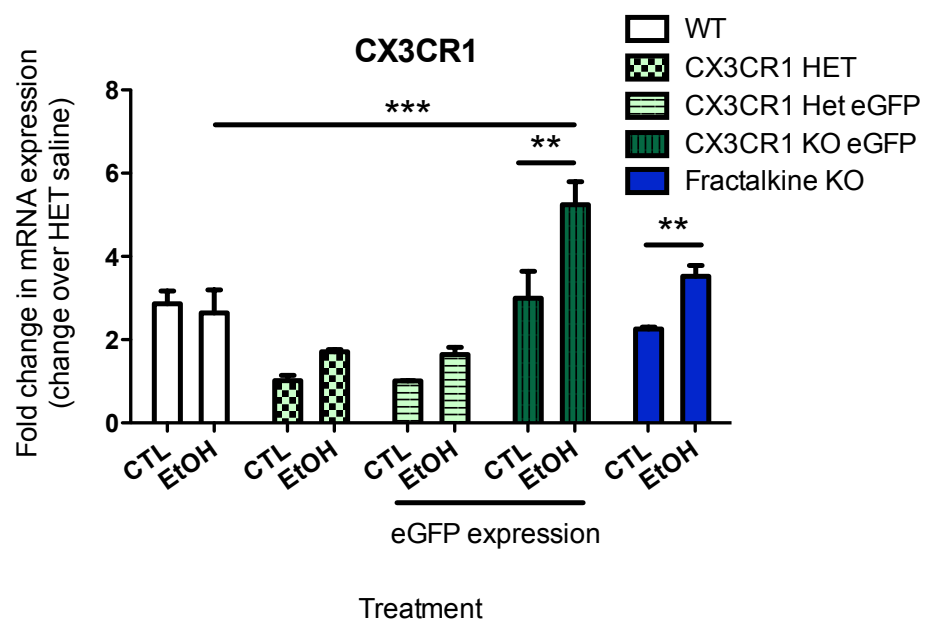 CX3CR1
WT
CX3CR1 HET
CX3CR1 Het eGFP
CX3CR1 KO eGFP
Fractalkine KO
Fold change in mRNA expression
(change over HET saline)
8
6
4
2
0
***
**
**
CTL
EtOH
CTL
EtOH
CTL
EtOH
CTL
EtOH
CTL
EtOH
eGFP expression
Treatment